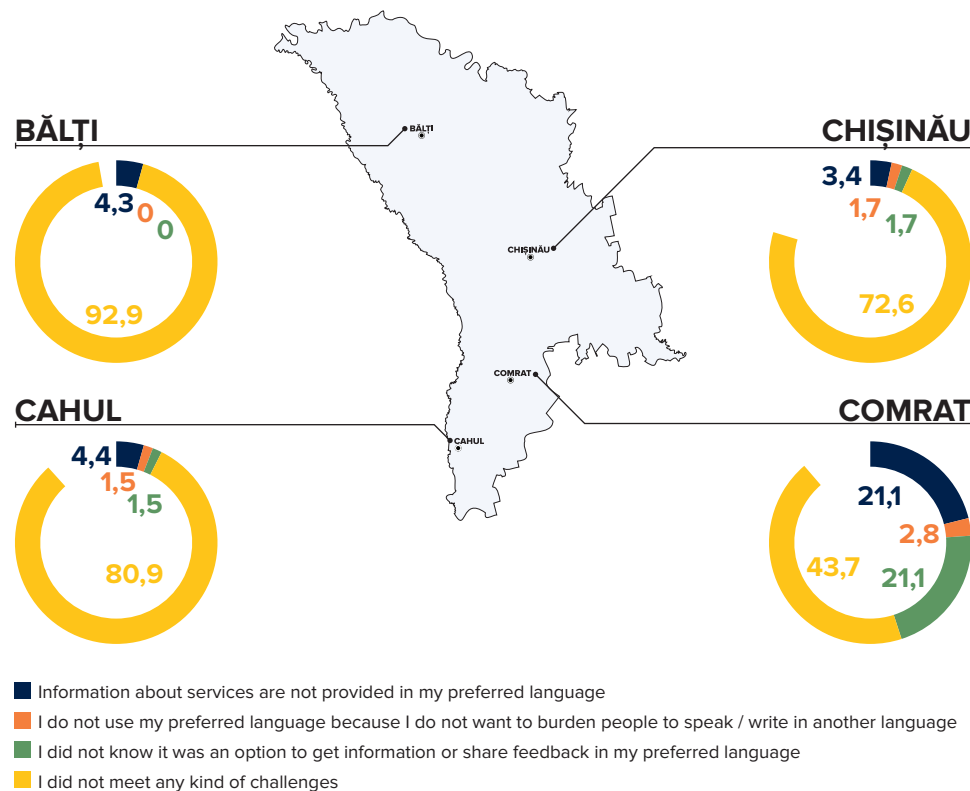 BĂLȚI
4,3
0
0
92,9
CHIȘINĂU
3,4
1,7
1,7
72,6
BĂLȚI
CHIȘINĂU
COMRAT
CAHUL
CAHUL
4,4
1,5
1,5
80,9
COMRAT
21,1
2,8
43,7
21,1
Information about services are not provided in my preferred language
I do not use my preferred language because I do not want to burden people to speak / write in another language
I did not know it was an option to get information or share feedback in my preferred language
I did not meet any kind of challenges